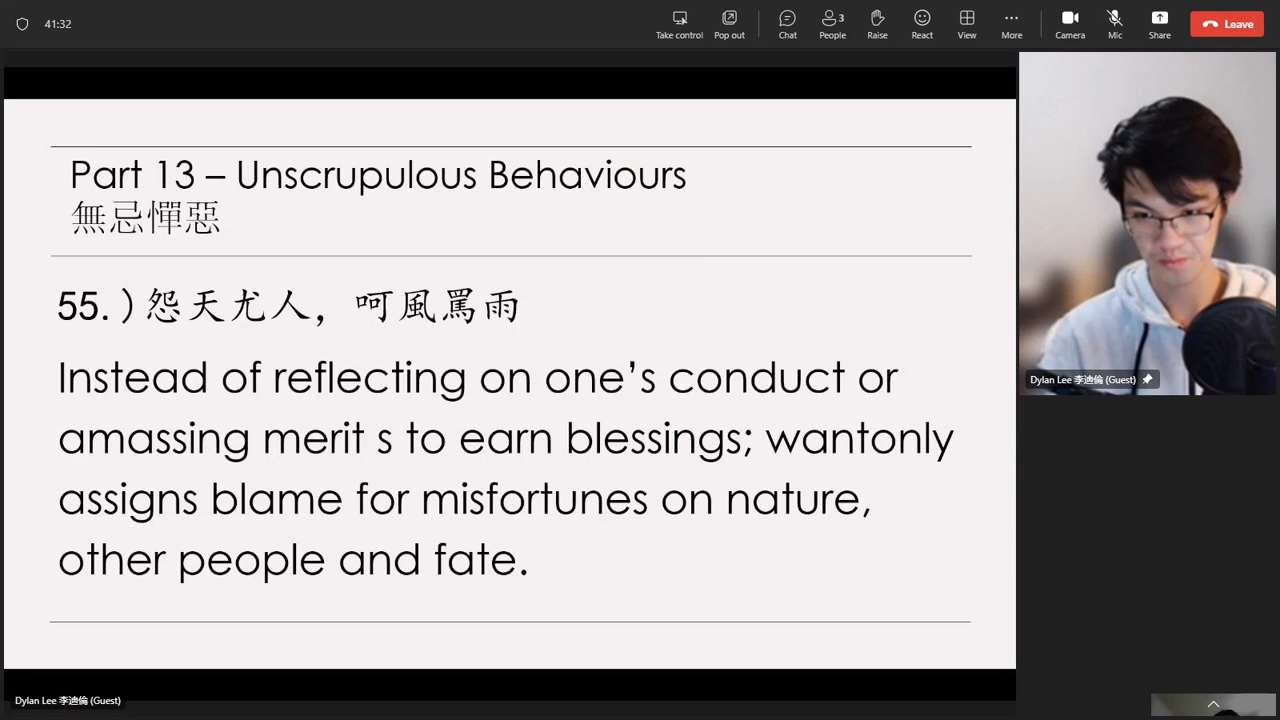 41:32
Take control
Pop out
Chat
3
People
Raise
React
View
More
Camera
Mic
Share
Leave
Part 13 – Unscrupulous Behaviours
無忌憚惡
55. ) 怨天尤人，呵風罵雨
Instead of reflecting on one’s conduct or
amassing merit s to earn blessings; wantonly
assigns blame for misfortunes on nature,
other people and fate.
Dylan Lee 李迪倫 (Guest)
Dylan Lee 李迪倫 (Guest)